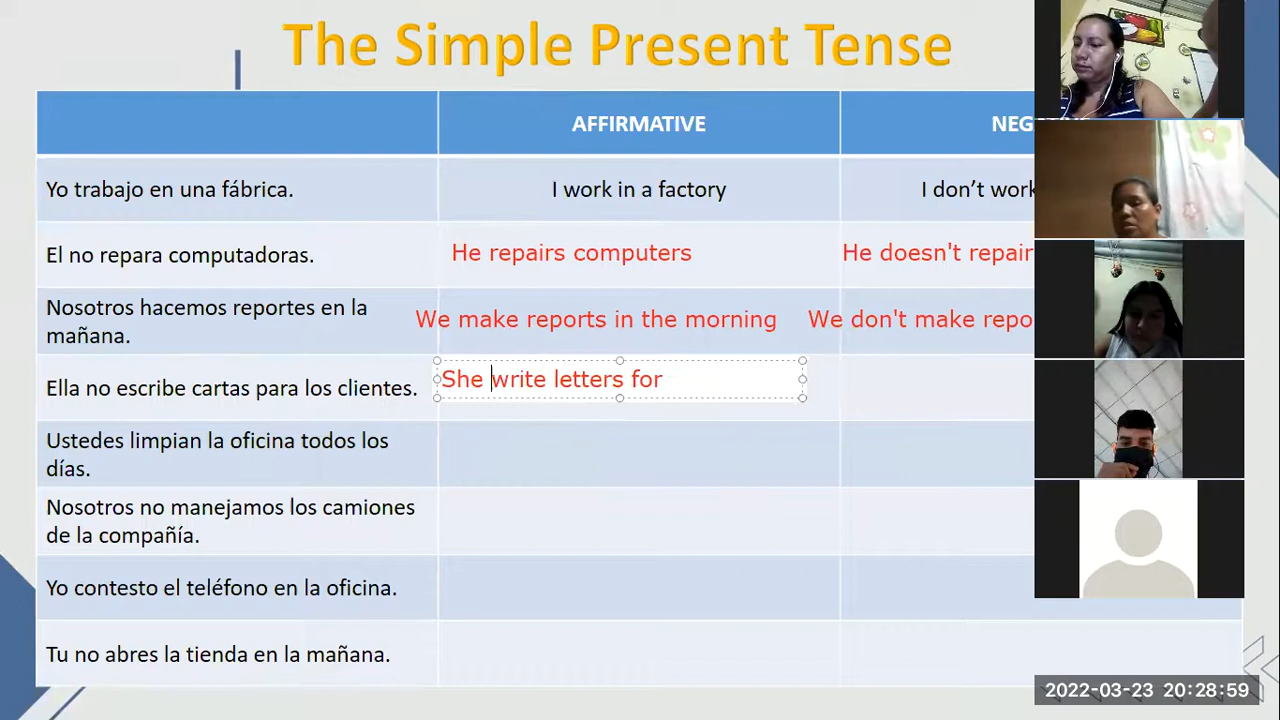 The Simple Present Tense
AFFIRMATIVE
NEG
Yo trabajo en una fábrica.
I work in a factory
I don’t work
El no repara computadoras.
He repairs computers
He doesn't repair
Nosotros hacemos reportes en la
mañana.
We make reports in the morning
We don't make repo
Ella no escribe cartas para los clientes.
She write letters for
Ustedes limpian la oficina todos los
días.
Nosotros no manejamos los camiones
de la compañía.
Yo contesto el teléfono en la oficina.
Tu no abres la tienda en la mañana.
2022-03-23 20:28:59